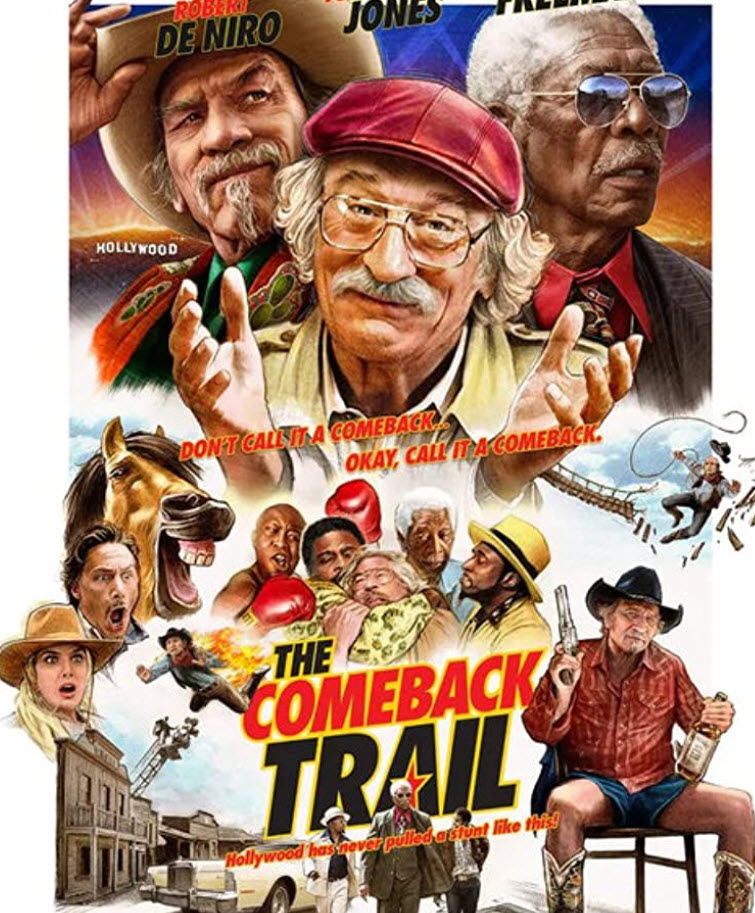 ROBERT
DE NIRO
JONES
HOLLYWOOD
DON'T CALL IT A COMEBACK...
OKAY, CALL IT A COMEBACK.
THE
COMEBACK
TRAIL
Hollywood has never pulled a stunt like this!